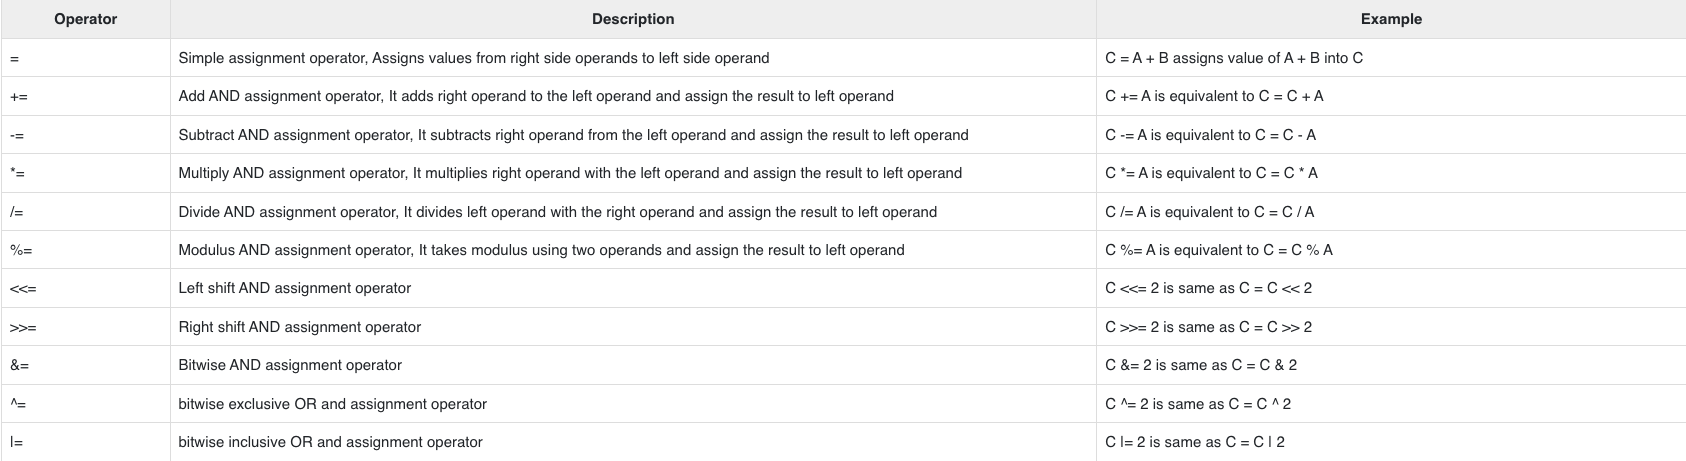 Operator Description Example
= Simple assignment operator, Assigns values from right side operands to left side operand C = A + B assigns value of A + B into C
+= Add AND assignment operator, It adds right operand to the left operand and assign the result to left operand C += A is equivalent to C = C + A
-= Subtract AND assignment operator, It subtracts right operand from the left operand and assign the result to left operand C -= A is equivalent to C = C - A
*= Multiply AND assignment operator, It multiplies right operand with the left operand and assign the result to left operand C *= A is equivalent to C = C * A
/= Divide AND assignment operator, It divides left operand with the right operand and assign the result to left operand C /= A is equivalent to C = C / A
%= Modulus AND assignment operator, It takes modulus using two operands and assign the result to left operand C %= A is equivalent to C = C % A
<<= Left shift AND assignment operator C <<= 2 is same as C = C << 2
>>= Right shift AND assignment operator C >>= 2 is same as C = C >> 2
&= Bitwise AND assignment operator C &= 2 is same as C = C & 2
^= bitwise exclusive OR and assignment operator C ^= 2 is same as C = C ^ 2
|= bitwise inclusive OR and assignment operator C |= 2 is same as C = C | 2